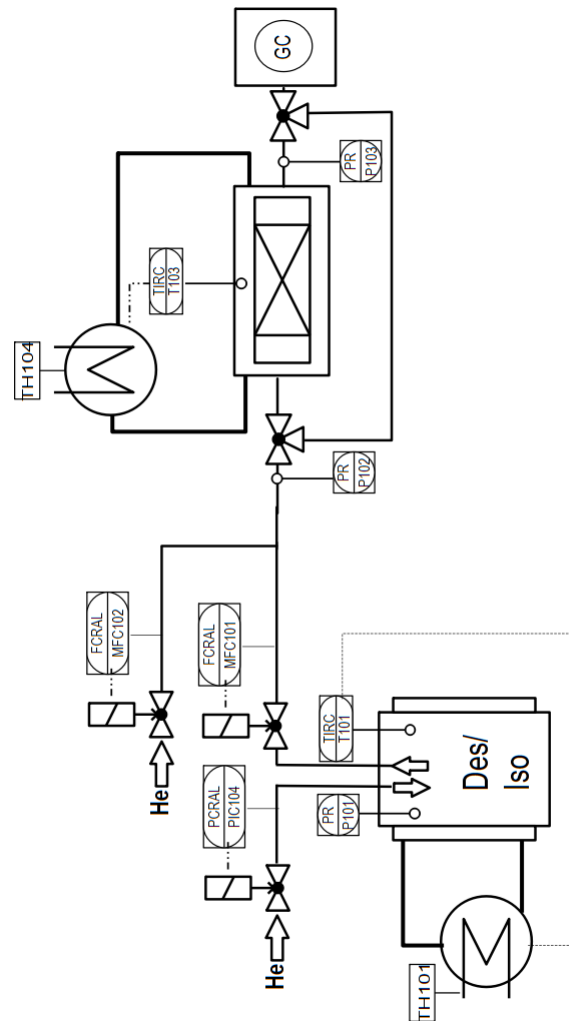 GC
PR
P103
TIRC
T103
TH104
PR
P102
FCRAL
MFC102
FCRAL
MFC101
He
PCRAL
PIC104
TIRC
T101
PR
P101
He
Des/
Iso
TH101